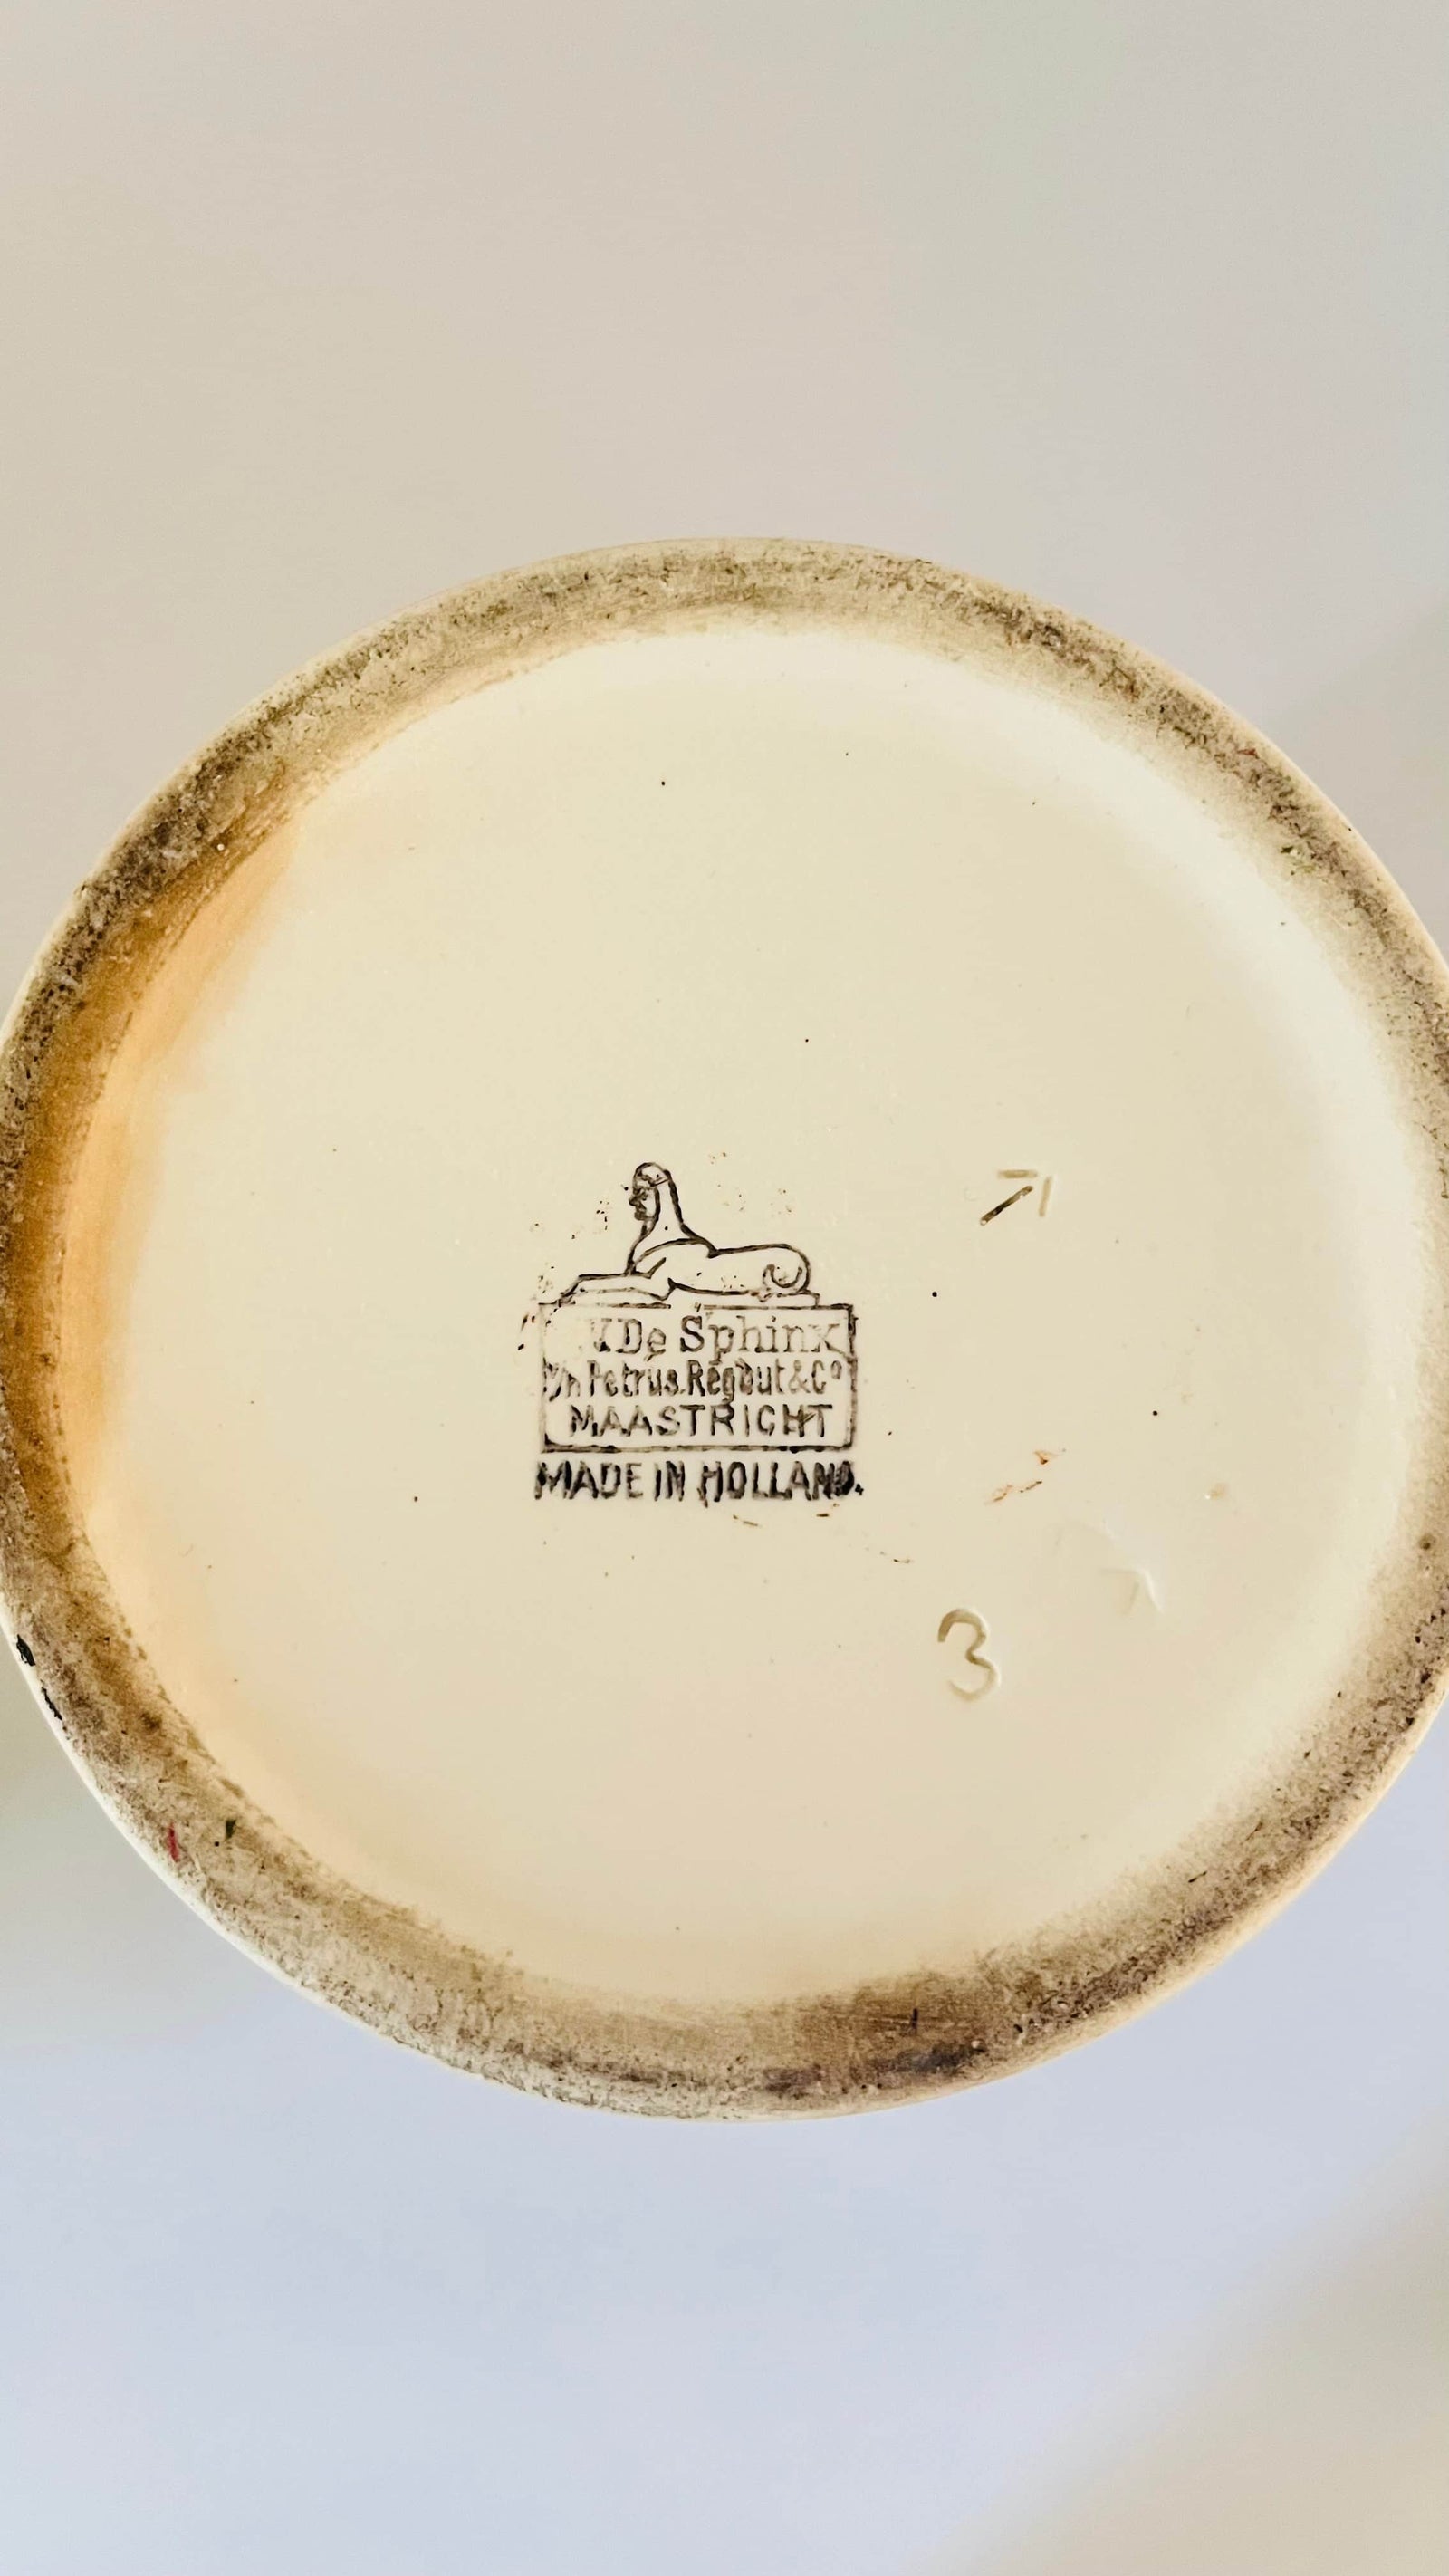 V De Sphinx
v/h Petrus.Regout & Cº
MAASTRICHT
MADE IN HOLLAND.
3